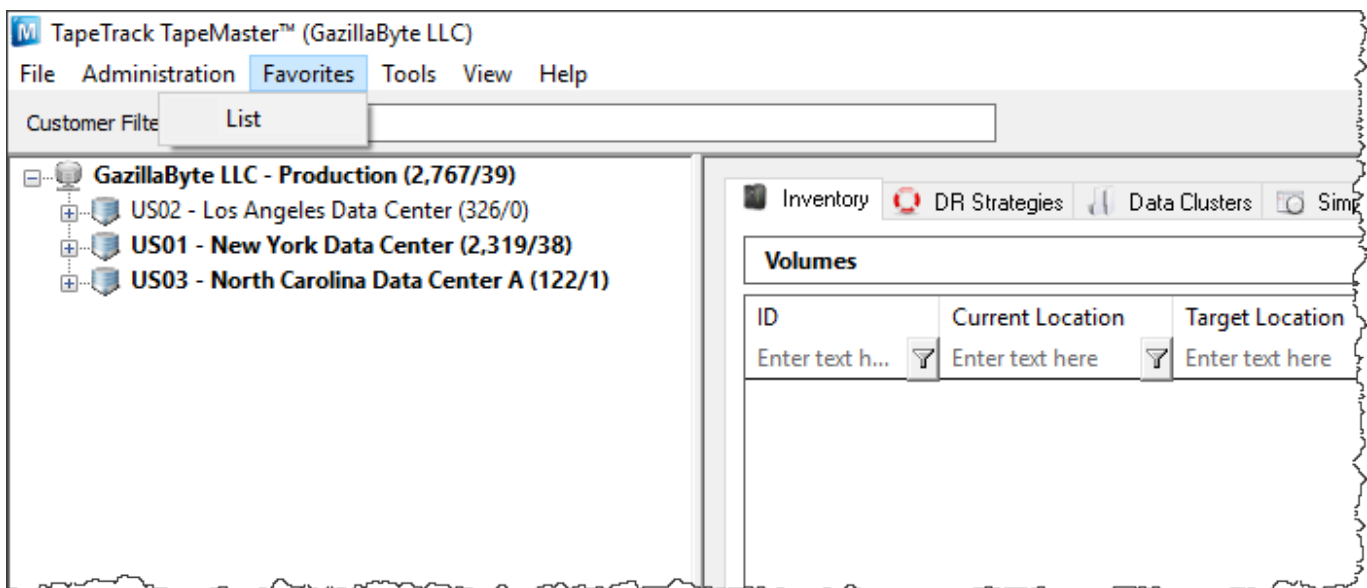 TapeTrack TapeMaster™ (GazillaByte LLC)
File Administration Favorites Tools View Help
List
Customer
GazillaByte LLC - Production (2,767/39)
US02 - Los Angeles Data Center (326/0)
US01 - New York Data Center (2,319/38)
US03 - North Carolina Data Center A (122/1)
Inventory DR Strategies Data Clusters
Volumes
ID Current Location Target Location
Enter text h... Enter text here Enter text here